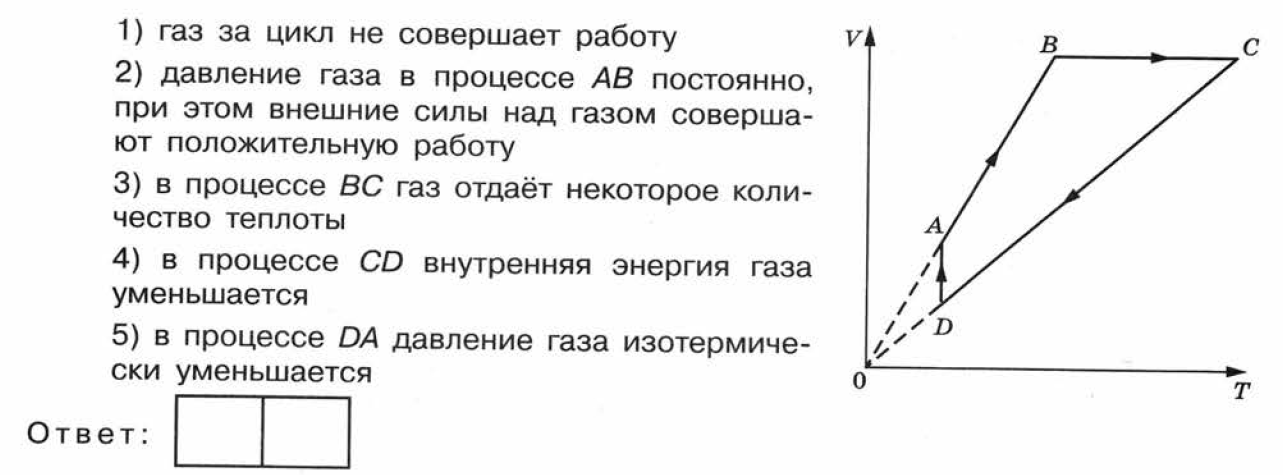 1) газ за цикл не совершает работу
2) давление газа в процессе AB постоянно,
при этом внешние силы над газом соверша-
ют положительную работу
3) в процессе BC газ отдаёт некоторое коли-
чество теплоты
4) в процессе CD внутренняя энергия газа
уменьшается
5) в процессе DA давление газа изотермиче-
ски уменьшается
Ответ:
V
B
C
A
D
0
T